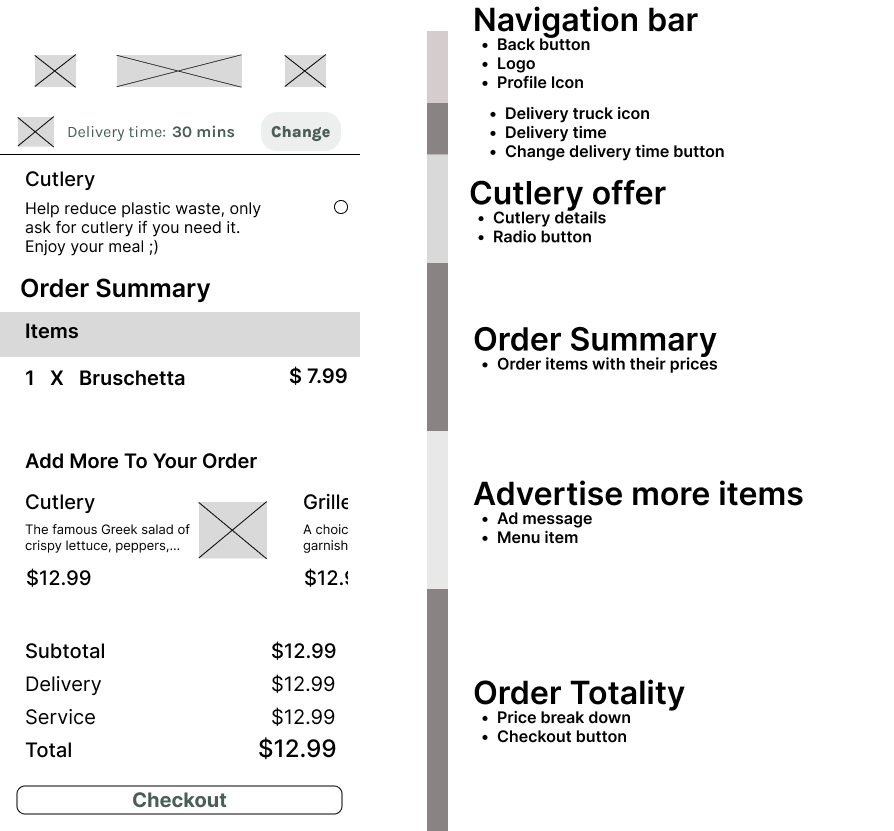 Delivery time: 30 mins
Change
Cutlery
Help reduce plastic waste, only
ask for cutlery if you need it.
Enjoy your meal ;)
Order Summary
Items
1 X Bruschetta $ 7.99
Add More To Your Order
Cutlery
The famous Greek salad of
crispy lettuce, peppers,...
$12.99
Grille
A choic
garnish
$12.9
Subtotal $12.99
Delivery $12.99
Service $12.99
Total $12.99
Checkout
Navigation bar
• Back button
• Logo
• Profile Icon
• Delivery truck icon
• Delivery time
• Change delivery time button
Cutlery offer
• Cutlery details
• Radio button
Order Summary
• Order items with their prices
Advertise more items
• Ad message
• Menu item
Order Totality
• Price break down
• Checkout button